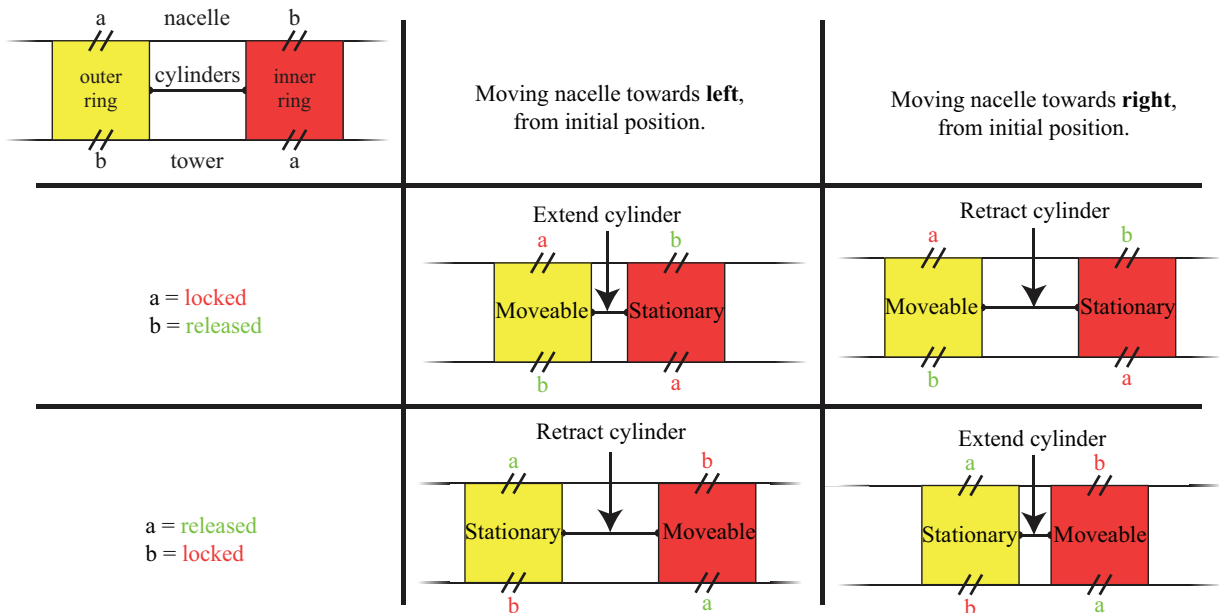 a nacelle b
outer
ring
cylinders
inner
ring
b tower a
Moving nacelle towards left,
from initial position.
Moving nacelle towards right,
from initial position.
a = locked
b = released
Extend cylinder
a b
Moveable Stationary
b a
Retract cylinder
a b
Moveable Stationary
b a
a = released
b = locked
Retract cylinder
a b
Stationary Moveable
b a
Extend cylinder
a b
Stationary Moveable
b a